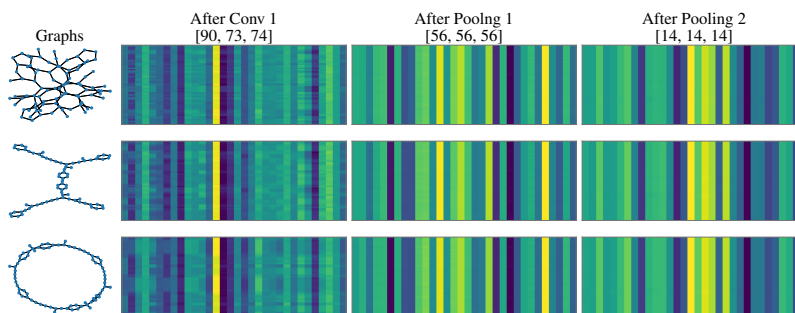 Graphs
After Conv 1
[90, 73, 74]
After Poolng 1
[56, 56, 56]
After Pooling 2
[14, 14, 14]